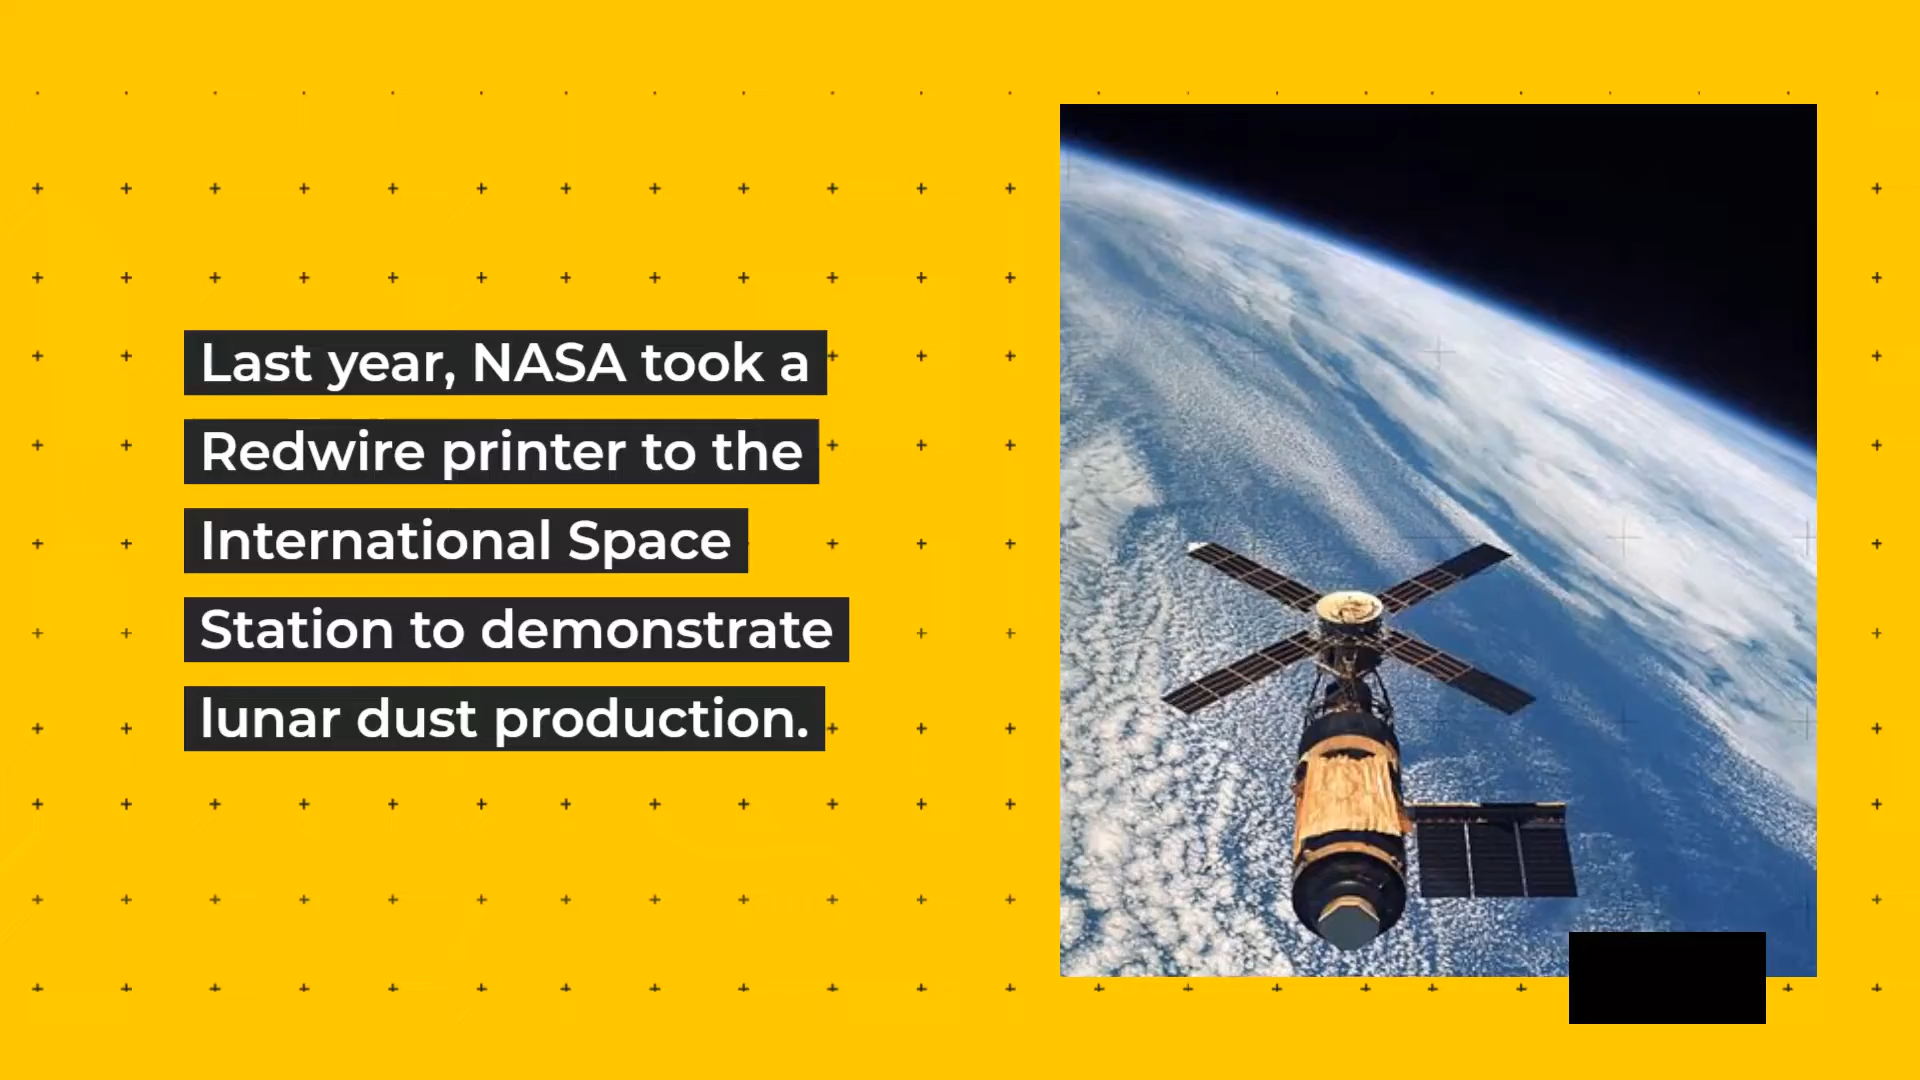 Last year, NASA took a
Redwire printer to the
International Space
Station to demonstrate
lunar dust production.